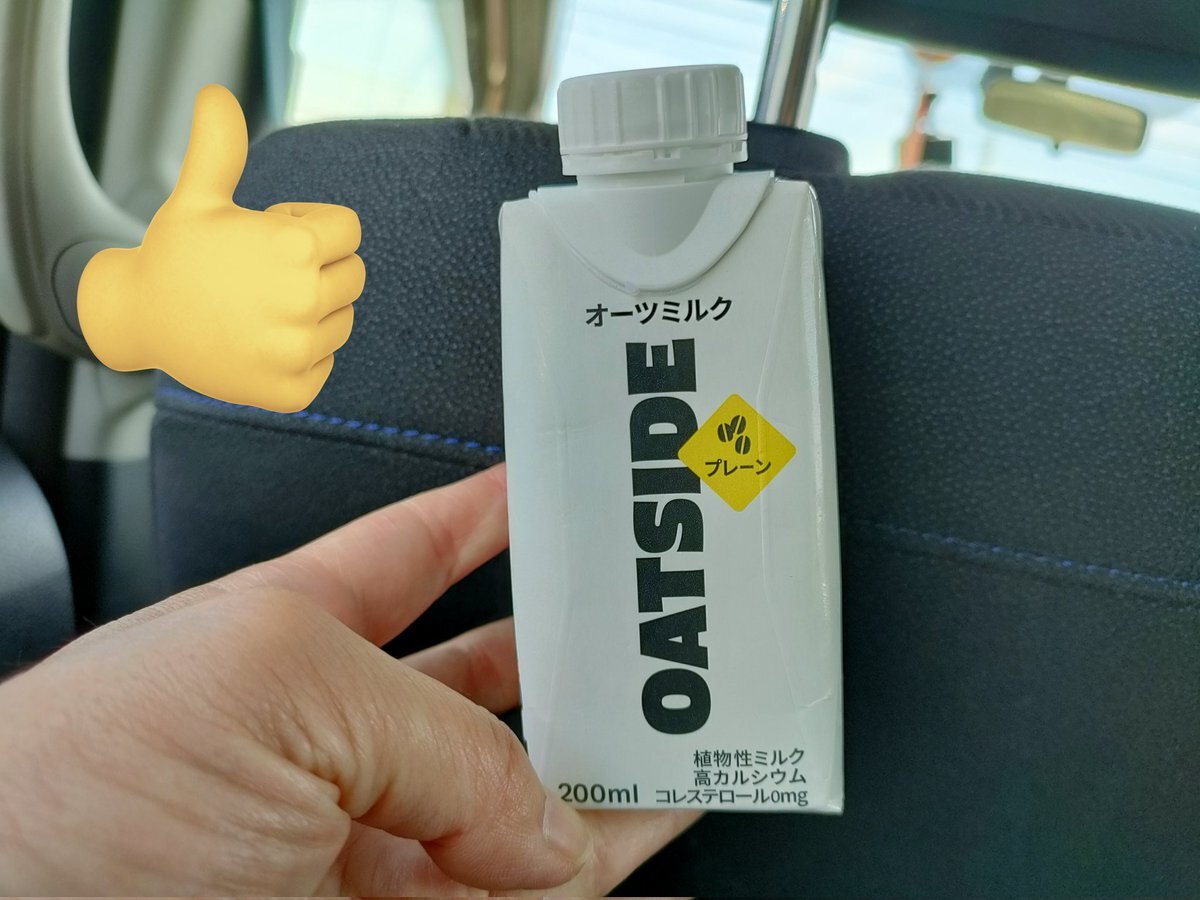 オーツミルク
OATSIDE
プレーン
植物性ミルク
高カルシウム
200ml コレステロール0mg